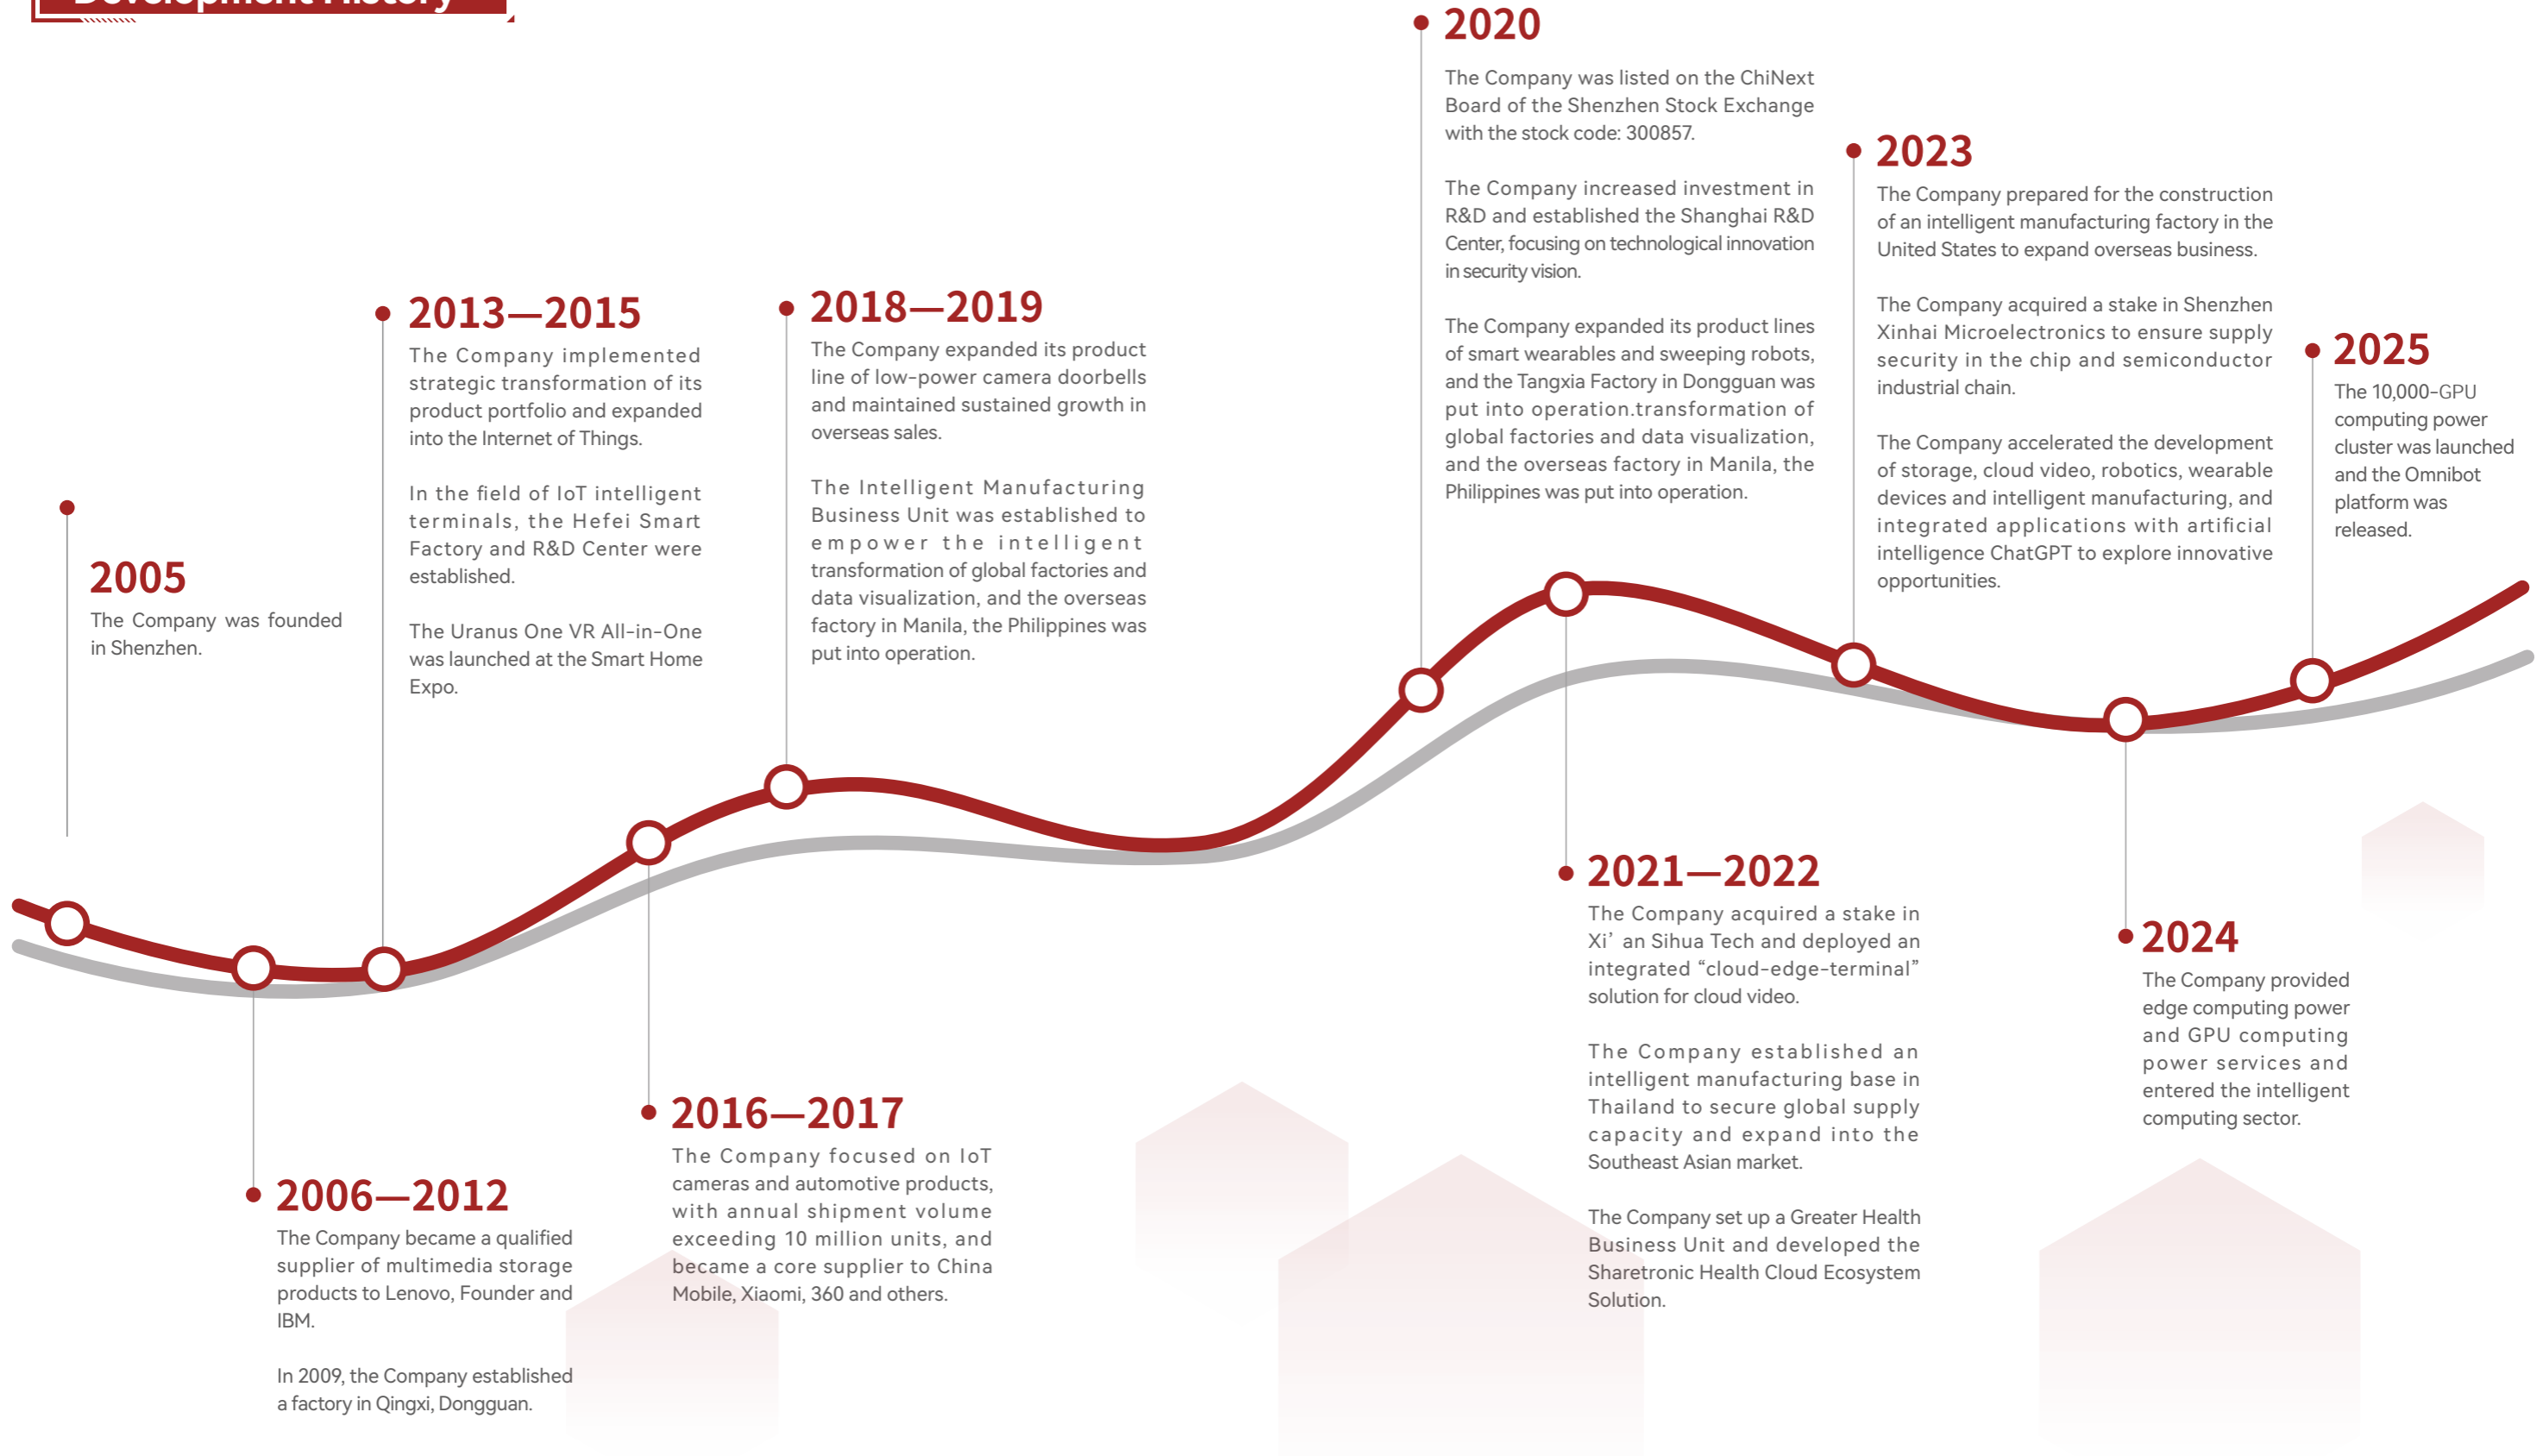 Development History
2005
The Company was founded
in Shenzhen.
2006—2012
The Company became a qualified
supplier of multimedia storage
products to Lenovo, Founder and
IBM.
In 2009, the Company established
a factory in Qingxi, Dongguan.
2013—2015
The Company implemented
strategic transformation of its
product portfolio and expanded
into the Internet of Things.
In the field of IoT intelligent
terminals, the Hefei Smart
Factory and R&D Center were
established.
The Uranus One VR All-in-One
was launched at the Smart Home
Expo.
2016—2017
The Company focused on IoT
cameras and automotive products,
with annual shipment volume
exceeding 10 million units, and
became a core supplier to China
Mobile, Xiaomi, 360 and others.
2018—2019
The Company expanded its product
line of low-power camera doorbells
and maintained sustained growth in
overseas sales.
The Intelligent Manufacturing
Business Unit was established to
empower the intelligent
transformation of global factories and
data visualization, and the overseas
factory in Manila, the Philippines was
put into operation.
2020
The Company was listed on the ChiNext
Board of the Shenzhen Stock Exchange
with the stock code: 300857.
The Company increased investment in
R&D and established the Shanghai R&D
Center, focusing on technological innovation
in security vision.
The Company expanded its product lines
of smart wearables and sweeping robots,
and the Tangxia Factory in Dongguan was
put into operation.transformation of
global factories and data visualization,
and the overseas factory in Manila, the
Philippines was put into operation.
2021—2022
The Company acquired a stake in
Xi’ an Sihua Tech and deployed an
integrated “cloud-edge-terminal”
solution for cloud video.
The Company established an
intelligent manufacturing base in
Thailand to secure global supply
capacity and expand into the
Southeast Asian market.
The Company set up a Greater Health
Business Unit and developed the
Sharetronic Health Cloud Ecosystem
Solution.
2023
The Company prepared for the construction
of an intelligent manufacturing factory in the
United States to expand overseas business.
The Company acquired a stake in Shenzhen
Xinhai Microelectronics to ensure supply
security in the chip and semiconductor
industrial chain.
The Company accelerated the development
of storage, cloud video, robotics, wearable
devices and intelligent manufacturing, and
integrated applications with artificial
intelligence ChatGPT to explore innovative
opportunities.
2024
The Company provided
edge computing power
and GPU computing
power services and
entered the intelligent
computing sector.
2025
The 10,000-GPU
computing power
cluster was launched
and the Omnibot
platform was
released.